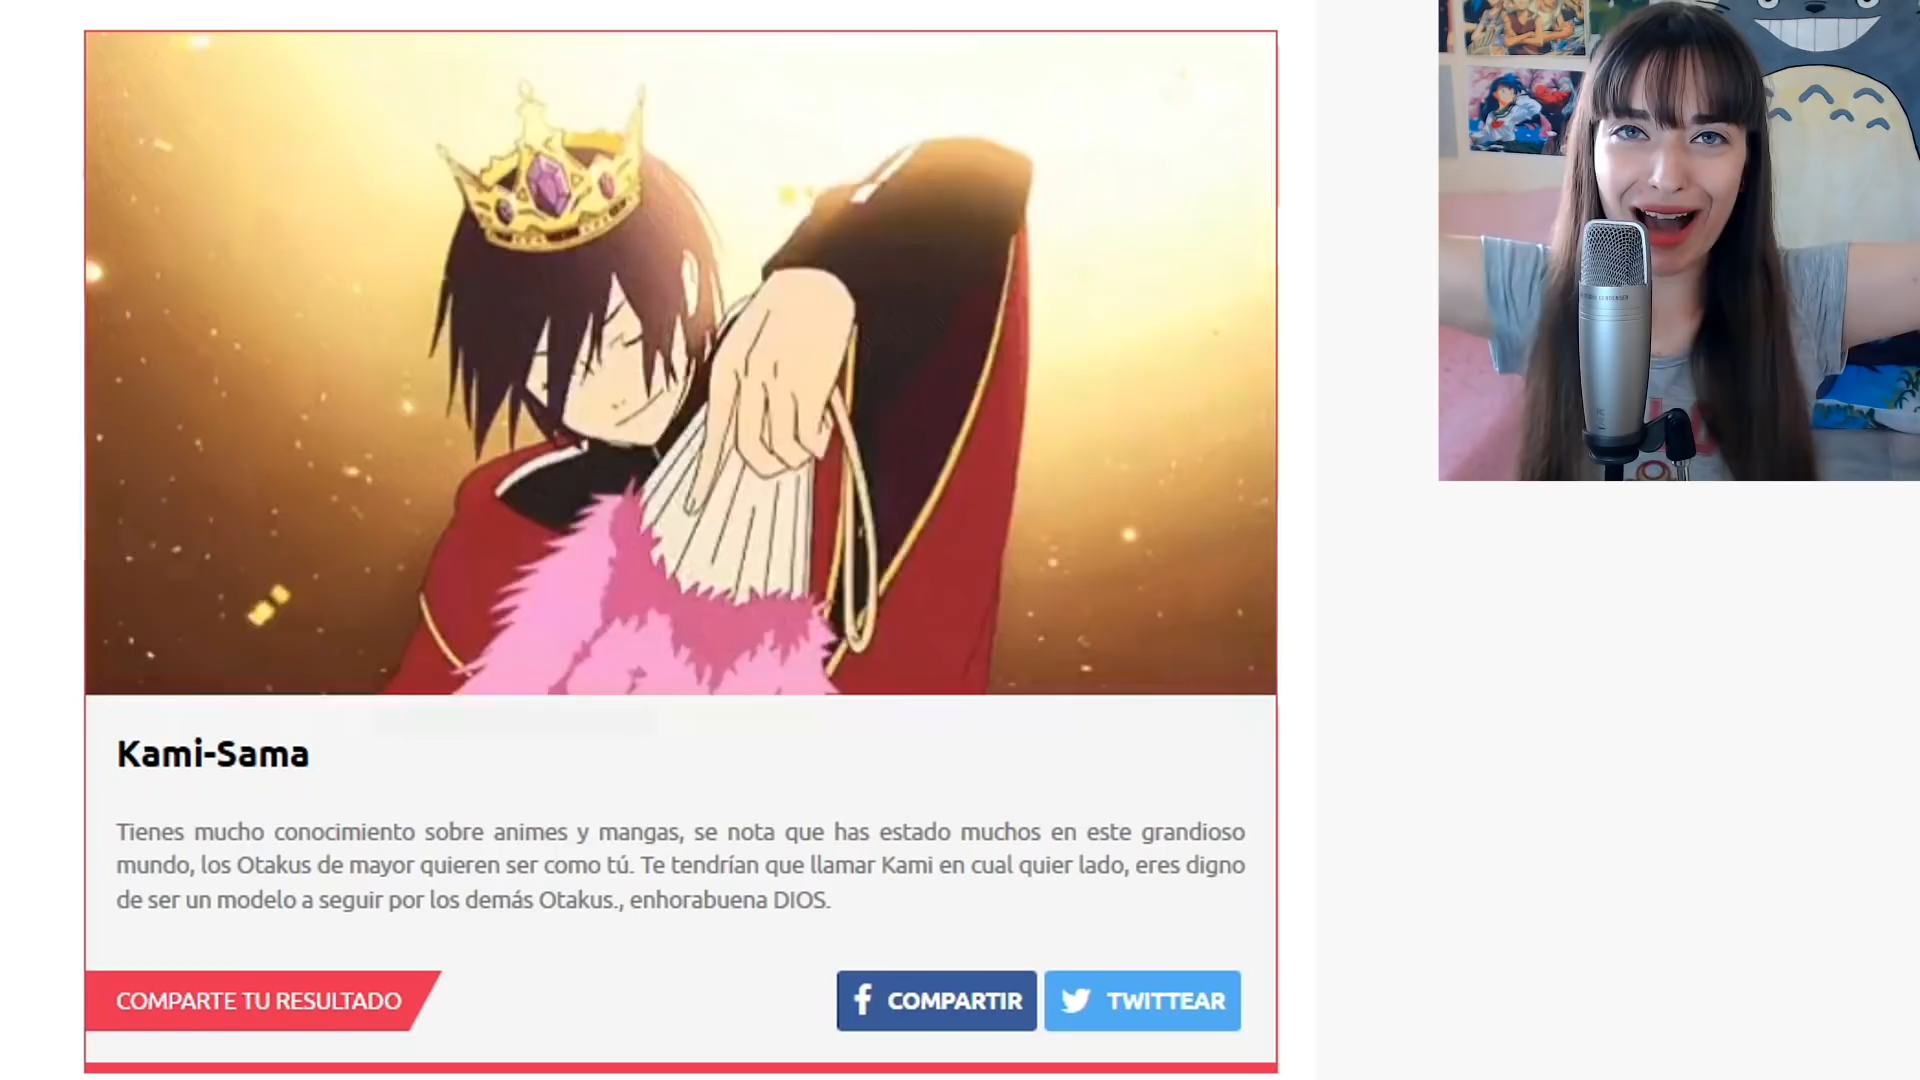 Kami-Sama
Tienes mucho conocimiento sobre animes y mangas, se nota que has estado muchos en este grandioso
mundo, los Otakus de mayor quieren ser como tú. Te tendrían que llamar Kami en cual quier lado, eres digno
de ser un modelo a seguir por los demás Otakus., enhorabuena DIOS.
COMPARTE TU RESULTADO
COMPARTIR
TWITTEAR